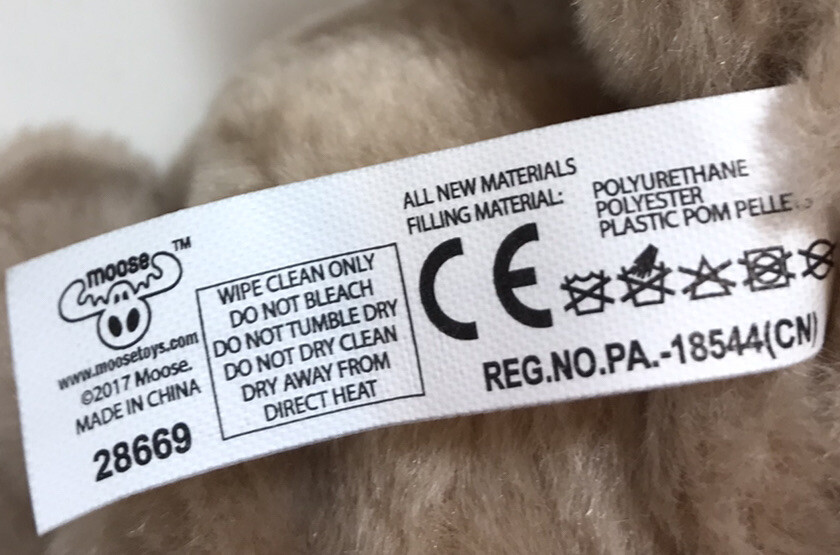 moose TM
www.moosetoys.com
©2017 Moose.
MADE IN CHINA
28669
WIPE CLEAN ONLY
DO NOT BLEACH
DO NOT TUMBLE DRY
DO NOT DRY CLEAN
DRY AWAY FROM
DIRECT HEAT
ALL NEW MATERIALS
FILLING MATERIAL:
POLYURETHANE
POLYESTER
PLASTIC POM
CE
REG.NO.PA.-18544(CN)